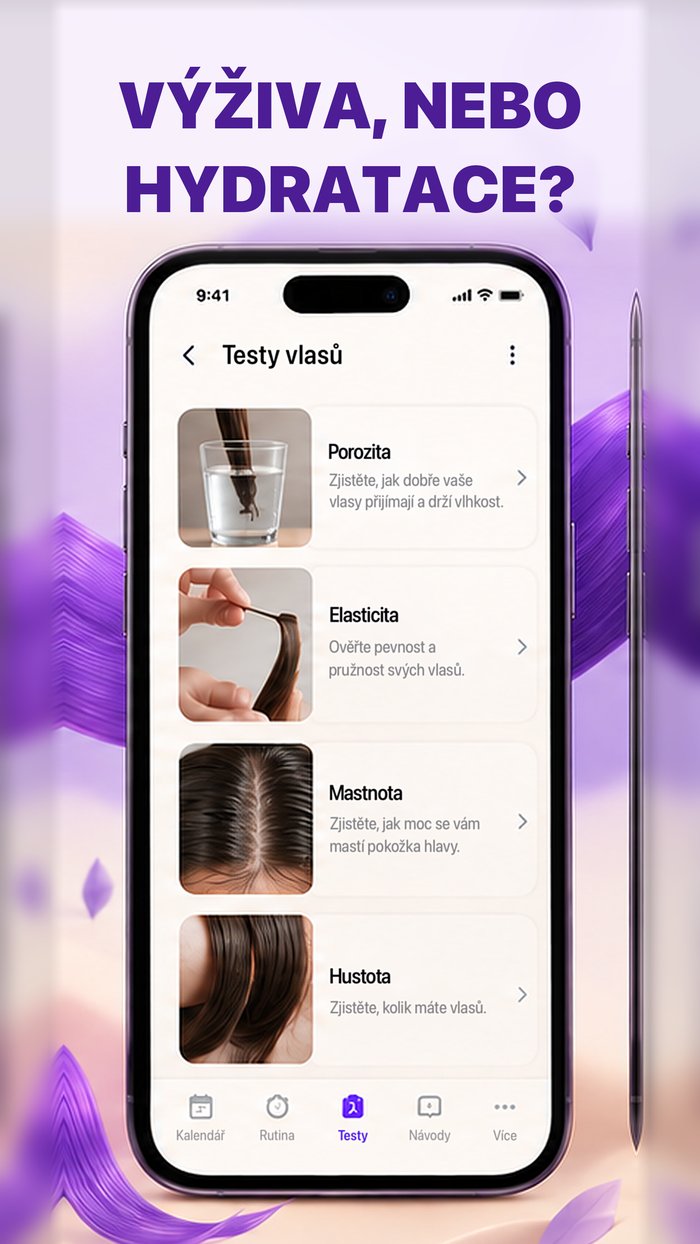 VÝŽIVA, NEBO
HYDRATACE?
9:41
Testy vlasů
Porozita
Zjistěte, jak dobře vaše
vlasy přijímají a drží vlhkost.
Elasticita
Ověřte pevnost a
pružnost svých vlasů.
Mastnota
Zjistěte, jak moc se vám
mastí pokožka hlavy.
Hustota
Zjistěte, kolik máte vlasů.
Kalendář
Rutina
Testy
Návody
Více